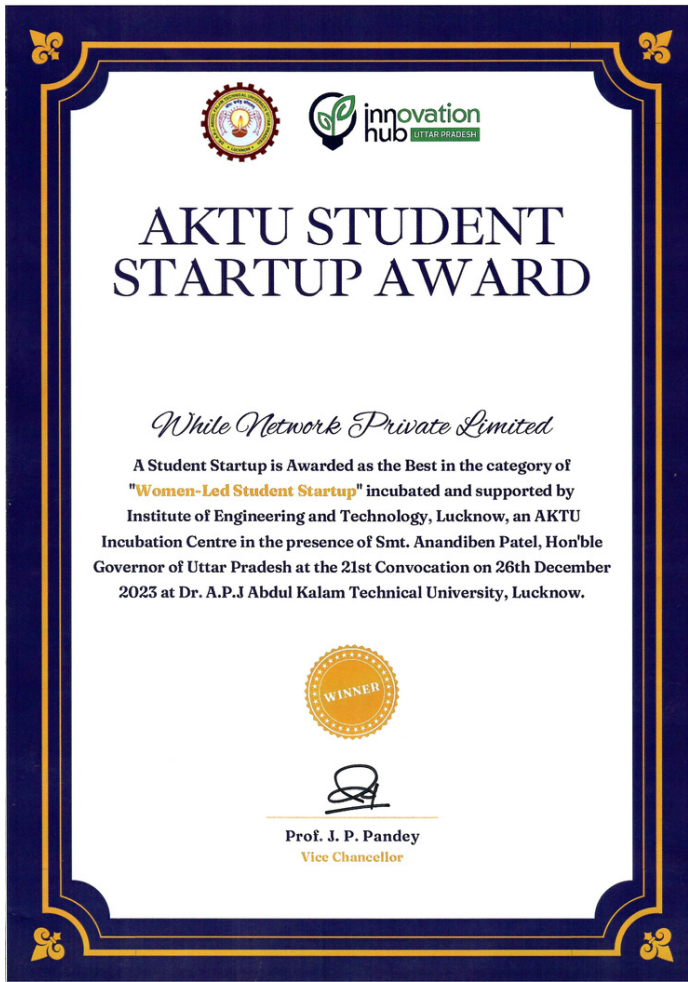 innovation
hub UTTAR PRADESH
AKTU STUDENT
STARTUP AWARD
While Network Private Limited
A Student Startup is Awarded as the Best in the category of
"Women-Led Student Startup" incubated and supported by
Institute of Engineering and Technology, Lucknow, an AKTU
Incubation Centre in the presence of Smt. Anandiben Patel, Hon'ble
Governor of Uttar Pradesh at the 21st Convocation on 26th December
2023 at Dr. A.P.J Abdul Kalam Technical University, Lucknow.
WINNER
Prof. J. P. Pandey
Vice Chancellor